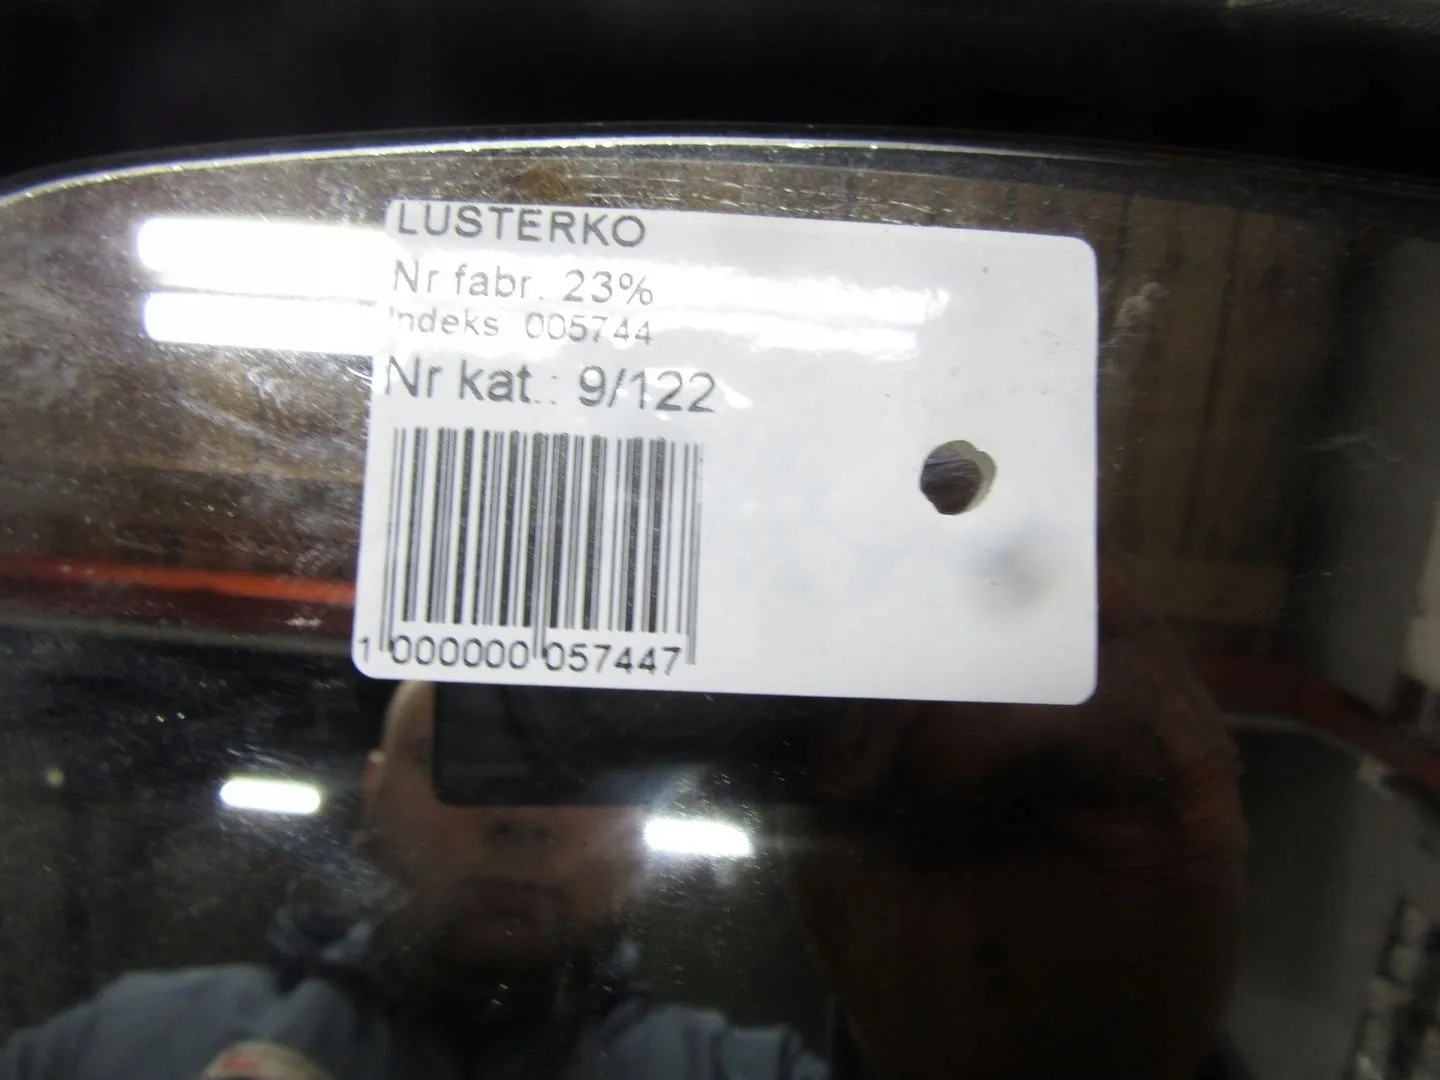 LUSTERKO
Nr fabr. 23%
Indeks 005744
Nr kat.: 9/122
1 000000 057447